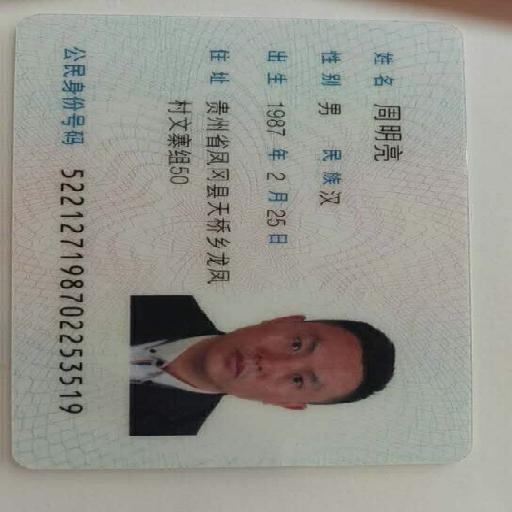 姓名 周明亮
性别 男 民族 汉
出生 1987 年 2 月 25 日
住址 贵州省凤冈县天桥乡龙凤
村文寨组50
公民身份号码 522127198702253519